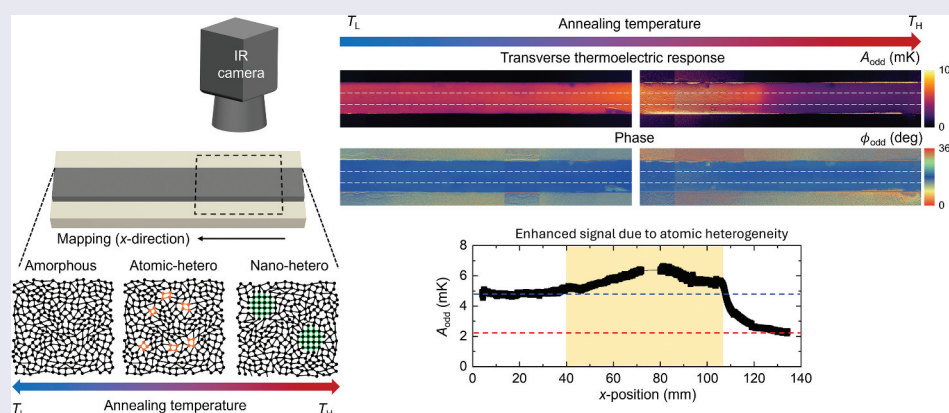 IR
camera
Mapping (x-direction)
Amorphous Atomic-hetero Nano-hetero
Annealing temperature
T_H
T_L Annealing temperature T_H
Transverse thermoelectric response A_odd (mK)
10
0
Phase ϕ_odd (deg)
0
Enhanced signal due to atomic heterogeneity
A_odd (mK)
8
6
4
2
0
0 20 40 60 80 100 120 140
x-position (mm)